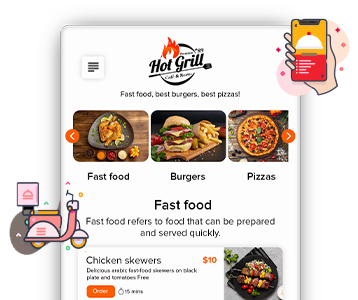 Hot Grill
Fast food, best burgers, best pizzas!
Fast food
Burgers
Pizzas
Fast food
Fast food refers to food that can be prepared
and served quickly.
Chicken skewers
$10
Delicious arabic fast-food skewers on black
plate and tomatoes Free
Order
15 mins